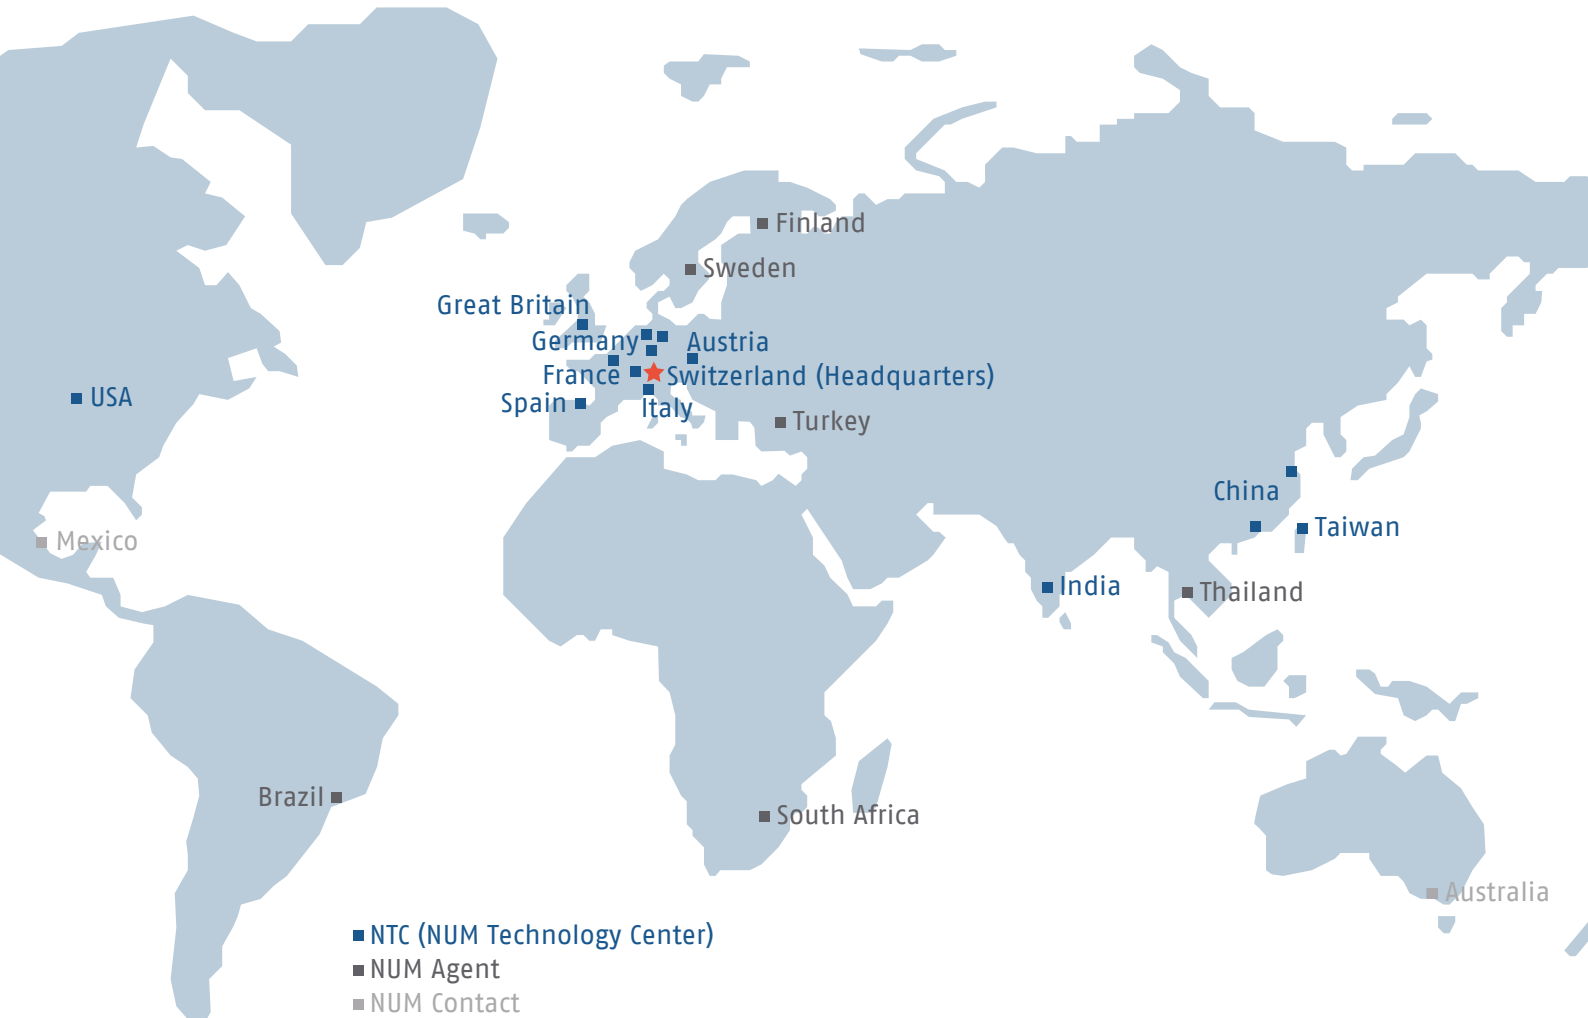 Finland
Sweden
Great Britain
Germany
Austria
France
Switzerland (Headquarters)
USA
Spain
Italy
Turkey
China
Taiwan
Mexico
India
Thailand
Brazil
South Africa
Australia
NTC (NUM Technology Center)
NUM Agent
NUM Contact